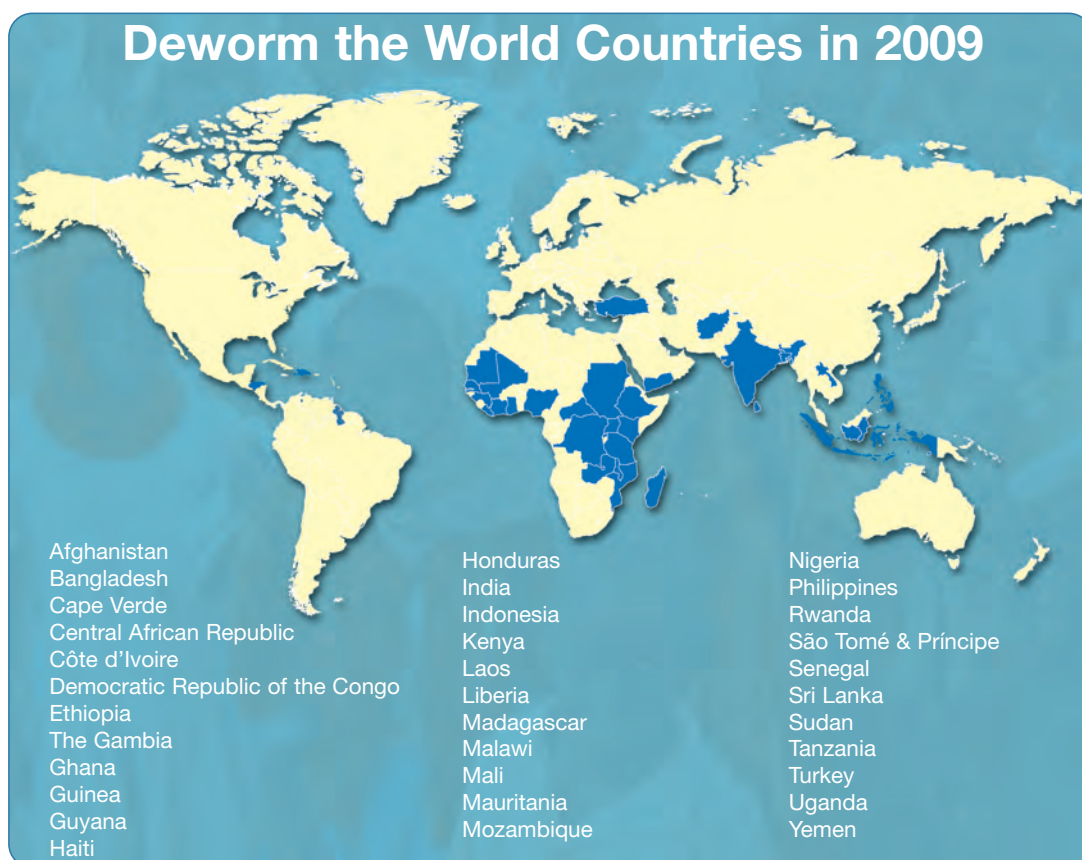 Deworm the World Countries in 2009
Afghanistan
Bangladesh
Cape Verde
Central African Republic
Côte d’Ivoire
Democratic Republic of the Congo
Ethiopia
The Gambia
Ghana
Guinea
Guyana
Haiti
Honduras
India
Indonesia
Kenya
Laos
Liberia
Madagascar
Malawi
Mali
Mauritania
Mozambique
Nigeria
Philippines
Rwanda
São Tomé & Príncipe
Senegal
Sri Lanka
Sudan
Tanzania
Turkey
Uganda
Yemen